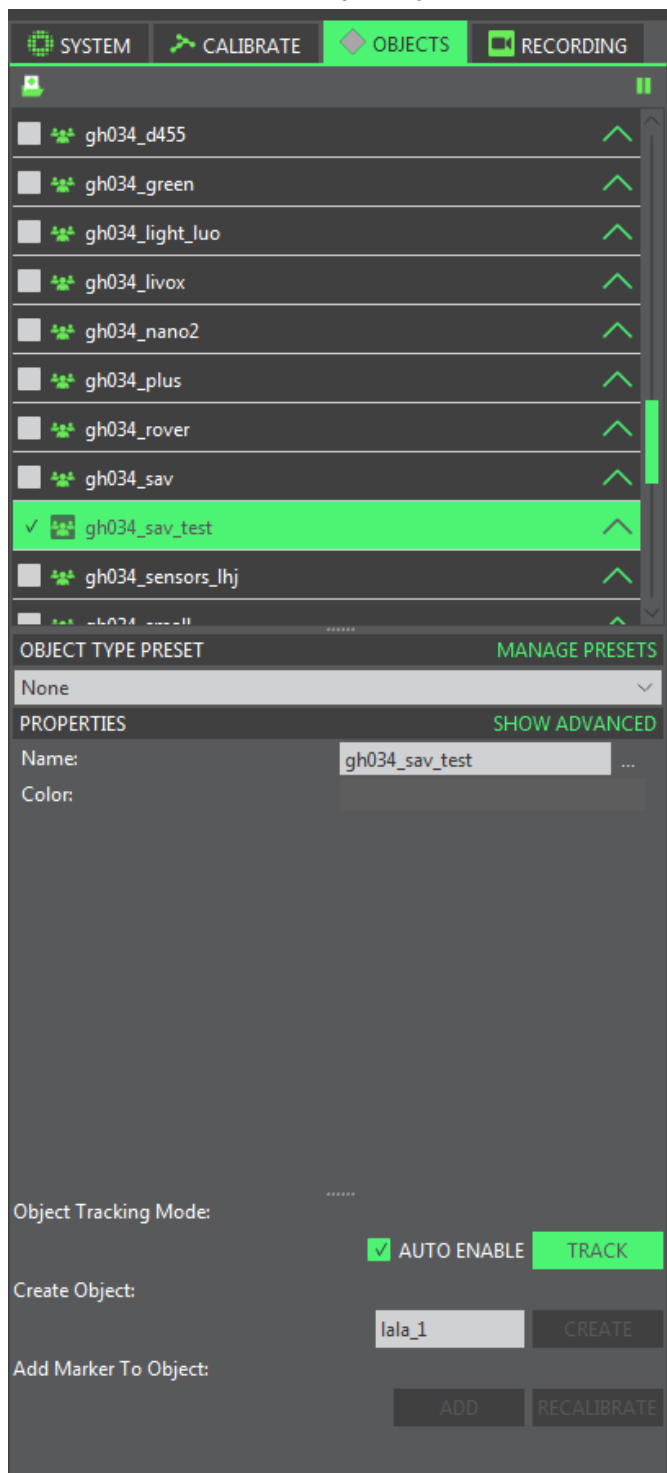 SYSTEM CALIBRATE OBJECTS RECORDING
gh034_d455
gh034_green
gh034_light_luo
gh034_livox
gh034_nano2
gh034_plus
gh034_rover
gh034_sav
gh034_sav_test
gh034_sensors_lhj
gh034_small
OBJECT TYPE PRESET MANAGE PRESETS
None
PROPERTIES SHOW ADVANCED
Name: gh034_sav_test ...
Color:
Object Tracking Mode:
AUTO ENABLE TRACK
Create Object:
lala_1 CREATE
Add Marker To Object:
ADD RECALIBRATE